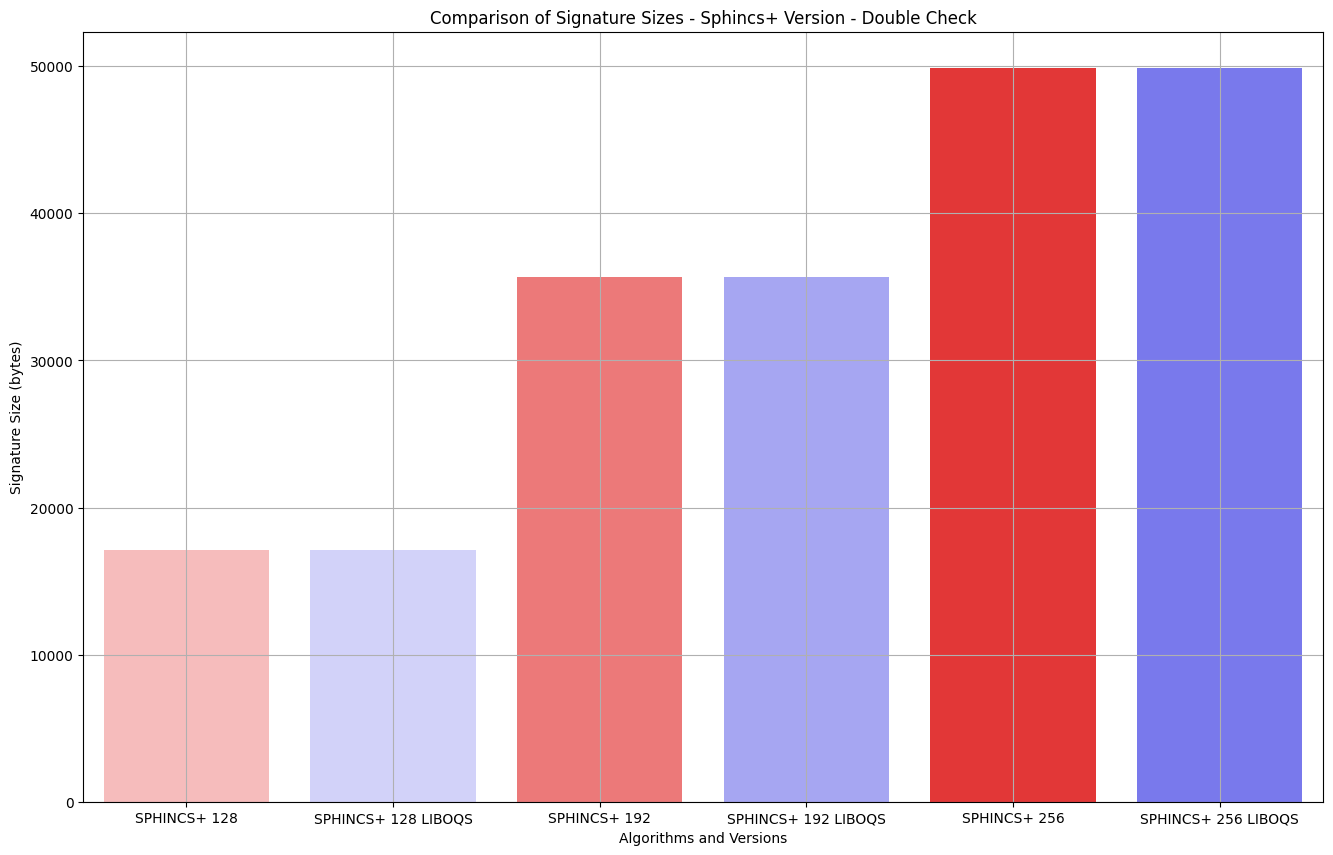 Comparison of Signature Sizes - Sphincs+ Version - Double Check
50000
40000
30000
20000
10000
0
Signature Size (bytes)
SPHINCS+ 128
SPHINCS+ 128 LIBOQS
SPHINCS+ 192
SPHINCS+ 192 LIBOQS
SPHINCS+ 256
SPHINCS+ 256 LIBOQS
Algorithms and Versions